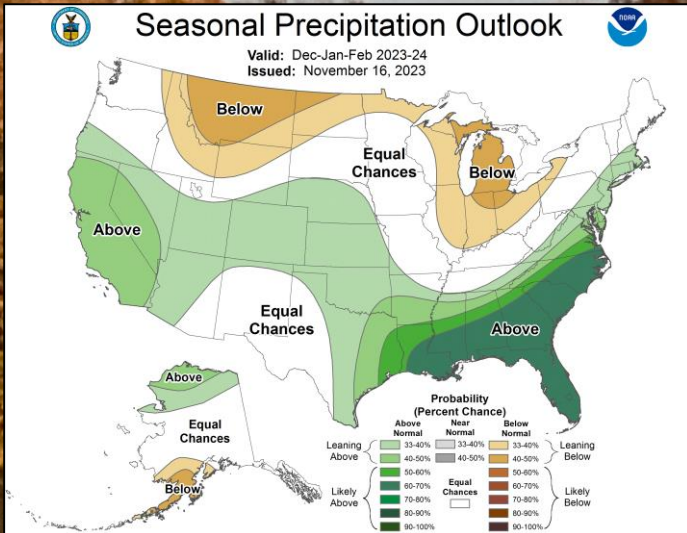 Seasonal Precipitation Outlook
NOAA
Valid: Dec-Jan-Feb 2023-24
Issued: November 16, 2023
Below
Equal
Chances
Below
Above
Equal
Chances
Above
Above
Equal
Chances
Below
Probability
(Percent Chance)
Above
Normal
Near
Normal
Below
Normal
Leaning
Above
33-40% 33-40% 33-40%
40-50% 40-50% 40-50%
Leaning
Below
Likely
Above
50-60% 50-60%
60-70% 60-70%
70-80% 70-80%
80-90% 80-90%
90-100% 90-100%
Equal
Chances
Likely
Below